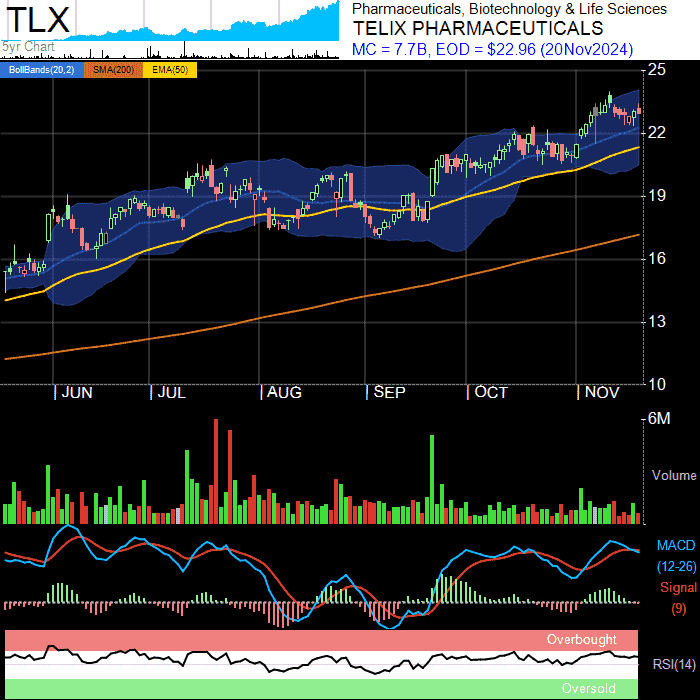 TLX
5yr Chart
Pharmaceuticals, Biotechnology & Life Sciences
TELIX PHARMACEUTICALS
MC = 7.7B, EOD = $22.96 (20Nov2024)
BollBands(20,2) SMA(200) EMA(50)
25
22
19
16
13
10
JUN JUL AUG SEP OCT NOV
6M
Volume
MACD
(12-26)
Signal
(9)
Overbought
RSI(14)
Oversold